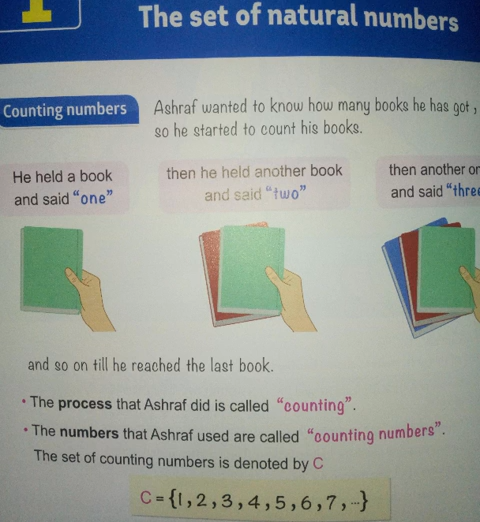 1
The set of natural numbers
Counting numbers
Ashraf wanted to know how many books he has got,
so he started to count his books.
He held a book
and said “one”
then he held another book
and said “two”
then another
and said “three
and so on till he reached the last book.
• The process that Ashraf did is called “counting”.
• The numbers that Ashraf used are called “counting numbers”.
The set of counting numbers is denoted by C
C = {1, 2, 3, 4, 5, 6, 7, ...}